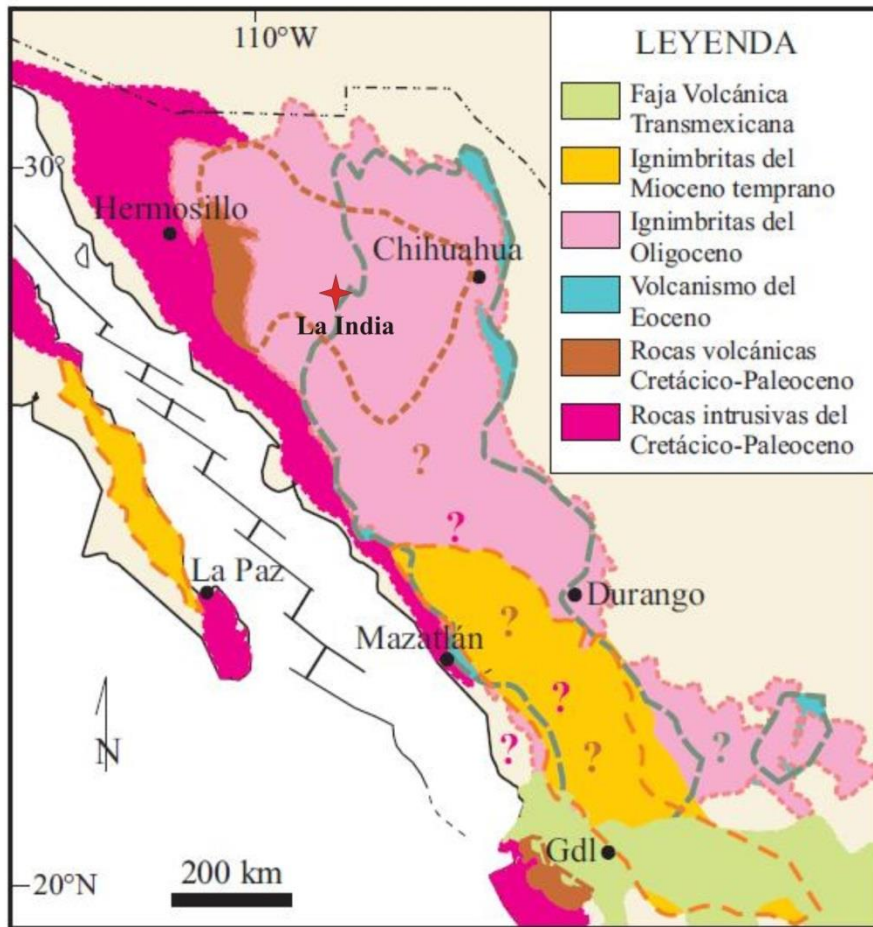 110°W
30°
Hermosillo
Chihuahua
La India
?
?
La Paz
Durango
?
Mazatlán
?
?
?
?
N
Gdl
20°N
200 km
LEYENDA
Faja Volcánica
Transmexicana
Ignimbritas del
Mioceno temprano
Ignimbritas del
Oligoceno
Volcanismo del
Eoceno
Rocas volcánicas
Cretácico-Paleoceno
Rocas intrusivas del
Cretácico-Paleoceno